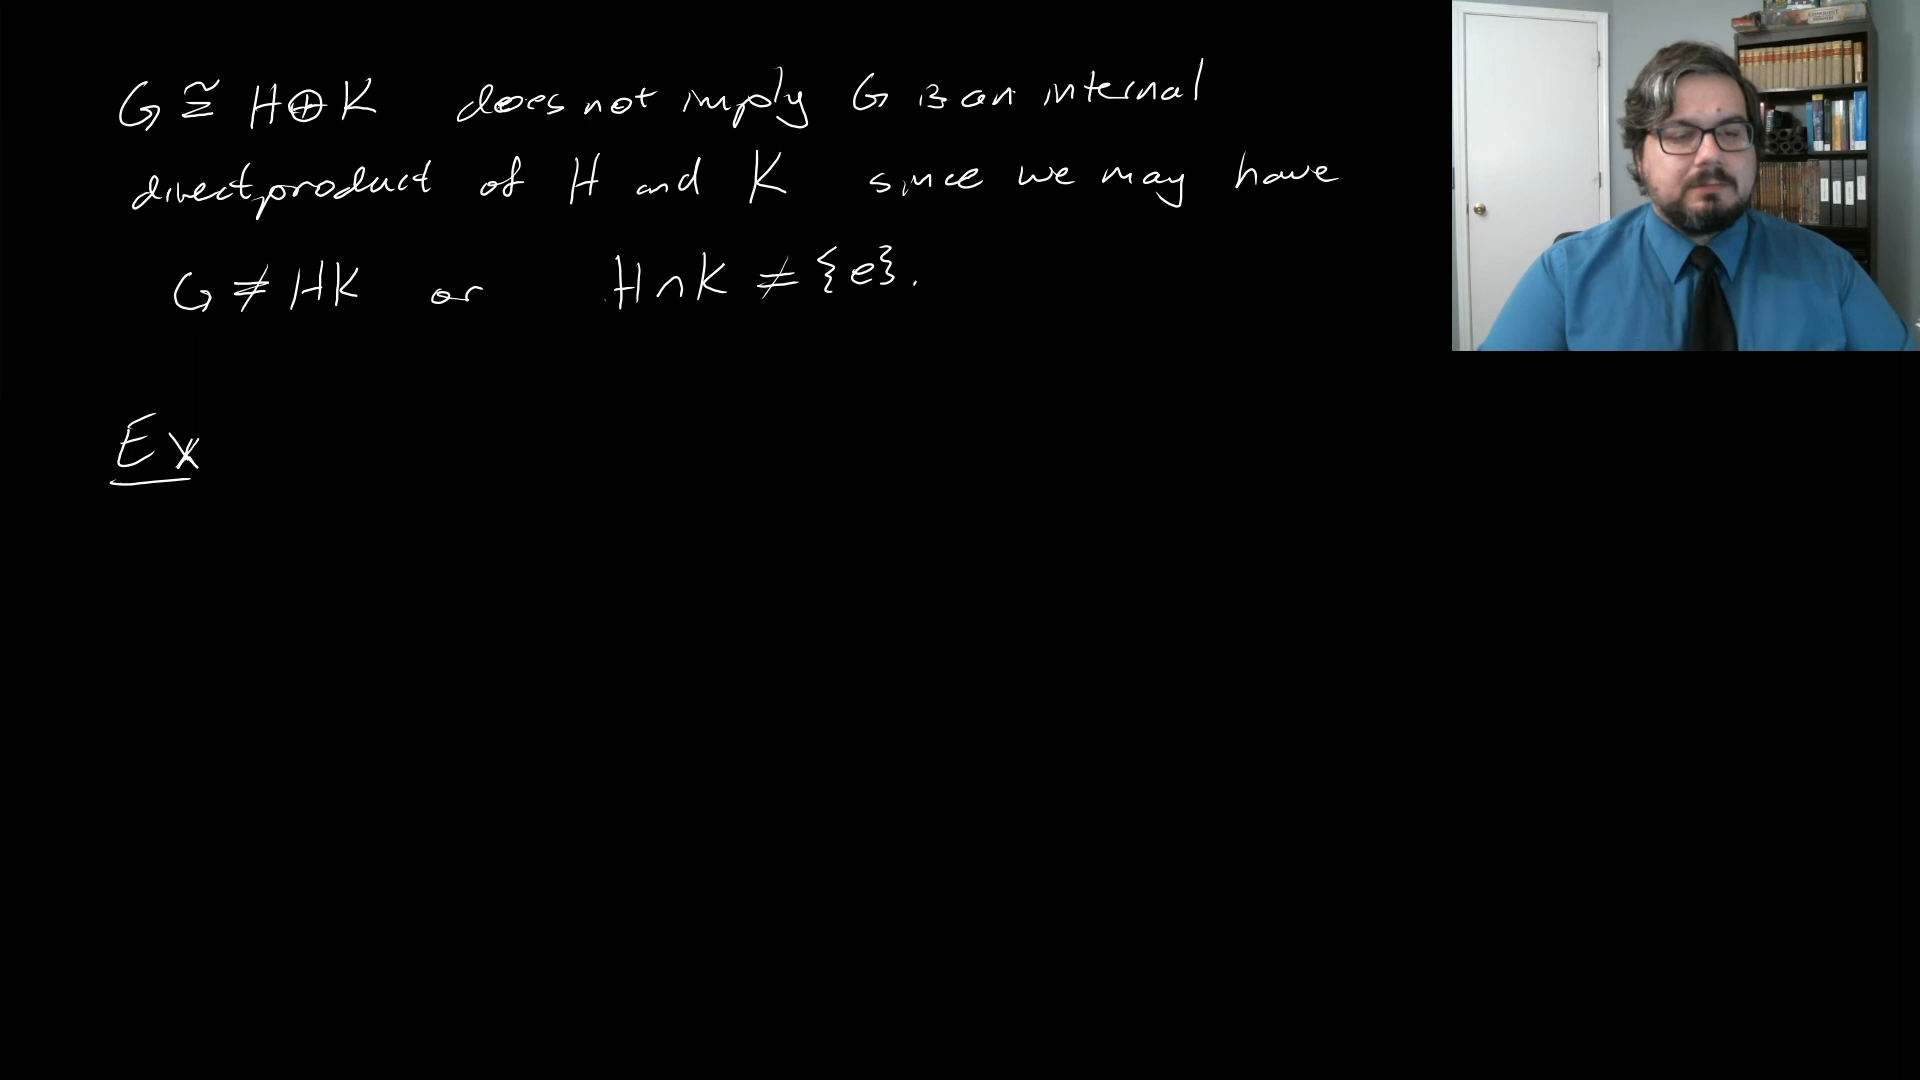 G ≅ H⊕K does not imply G is an internal
direct product of H and K since we may have
G ≠ HK or H∩K ≠ {e}.
Ex